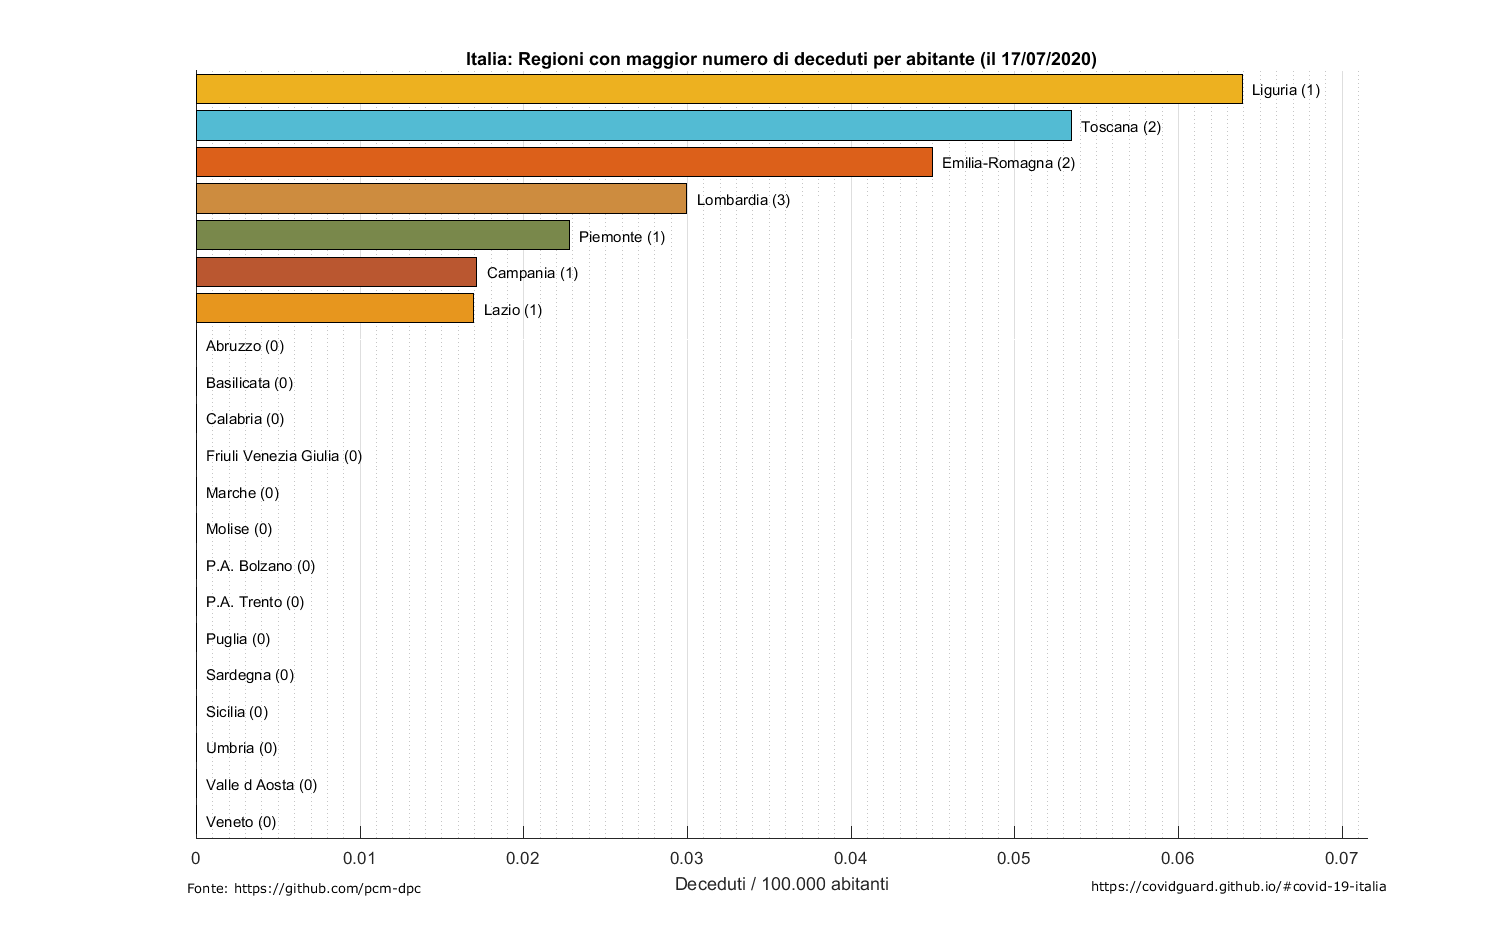 Italia: Regioni con maggior numero di deceduti per abitante (il 17/07/2020)
Liguria (1)
Toscana (2)
Emilia-Romagna (2)
Lombardia (3)
Piemonte (1)
Campania (1)
Lazio (1)
Abruzzo (0)
Basilicata (0)
Calabria (0)
Friuli Venezia Giulia (0)
Marche (0)
Molise (0)
P.A. Bolzano (0)
P.A. Trento (0)
Puglia (0)
Sardegna (0)
Sicilia (0)
Umbria (0)
Valle d Aosta (0)
Veneto (0)
0 0.01 0.02 0.03 0.04 0.05 0.06 0.07
Deceduti / 100.000 abitanti
Fonte: https://github.com/pcm-dpc
https://covidguard.github.io/#covid-19-italia